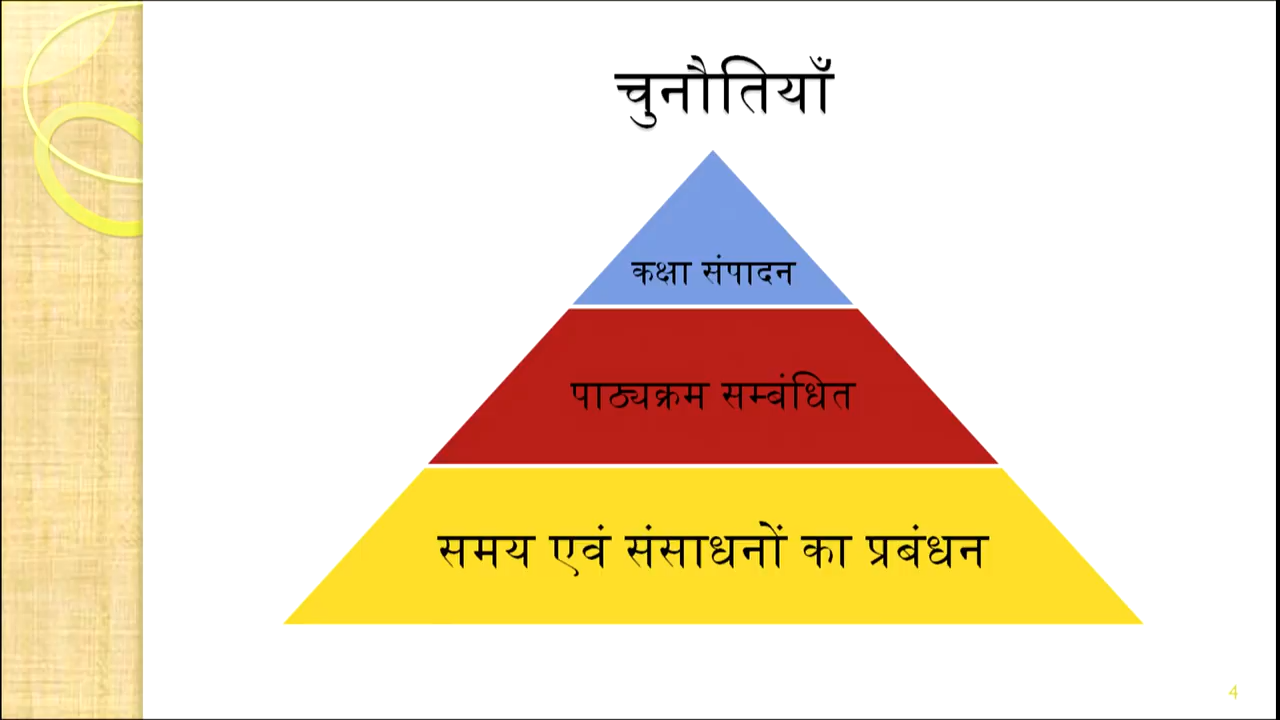 चुनौतियाँ
कक्षा संपादन
पाठ्यक्रम सम्बंधित
समय एवं संसाधनों का प्रबंधन
4